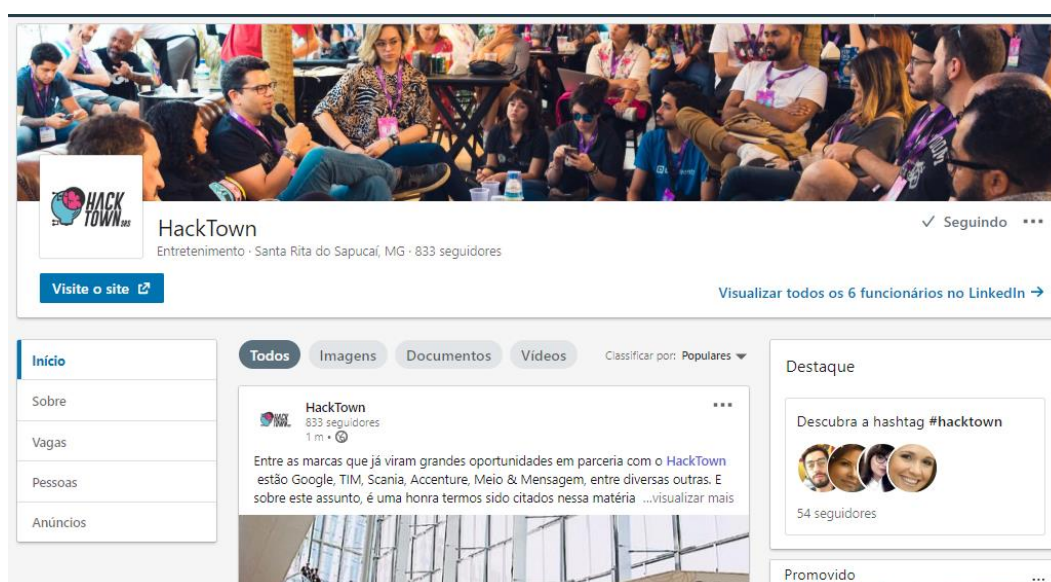 HACK
TOWN SRS
HackTown
Entretenimento · Santa Rita do Sapucaí, MG · 833 seguidores
✓ Seguindo ···
Visite o site
Visualizar todos os 6 funcionários no LinkedIn →
Início
Sobre
Vagas
Pessoas
Anúncios
Todos Imagens Documentos Vídeos Classificar por: Populares
HackTown ···
833 seguidores
1 m •
Entre as marcas que já viram grandes oportunidades em parceria com o HackTown
estão Google, TIM, Scania, Accenture, Meio & Mensagem, entre diversas outras. E
sobre este assunto, é uma honra termos sido citados nessa matéria ...visualizar mais
Destaque
Descubra a hashtag #hacktown
54 seguidores
Promovido ...